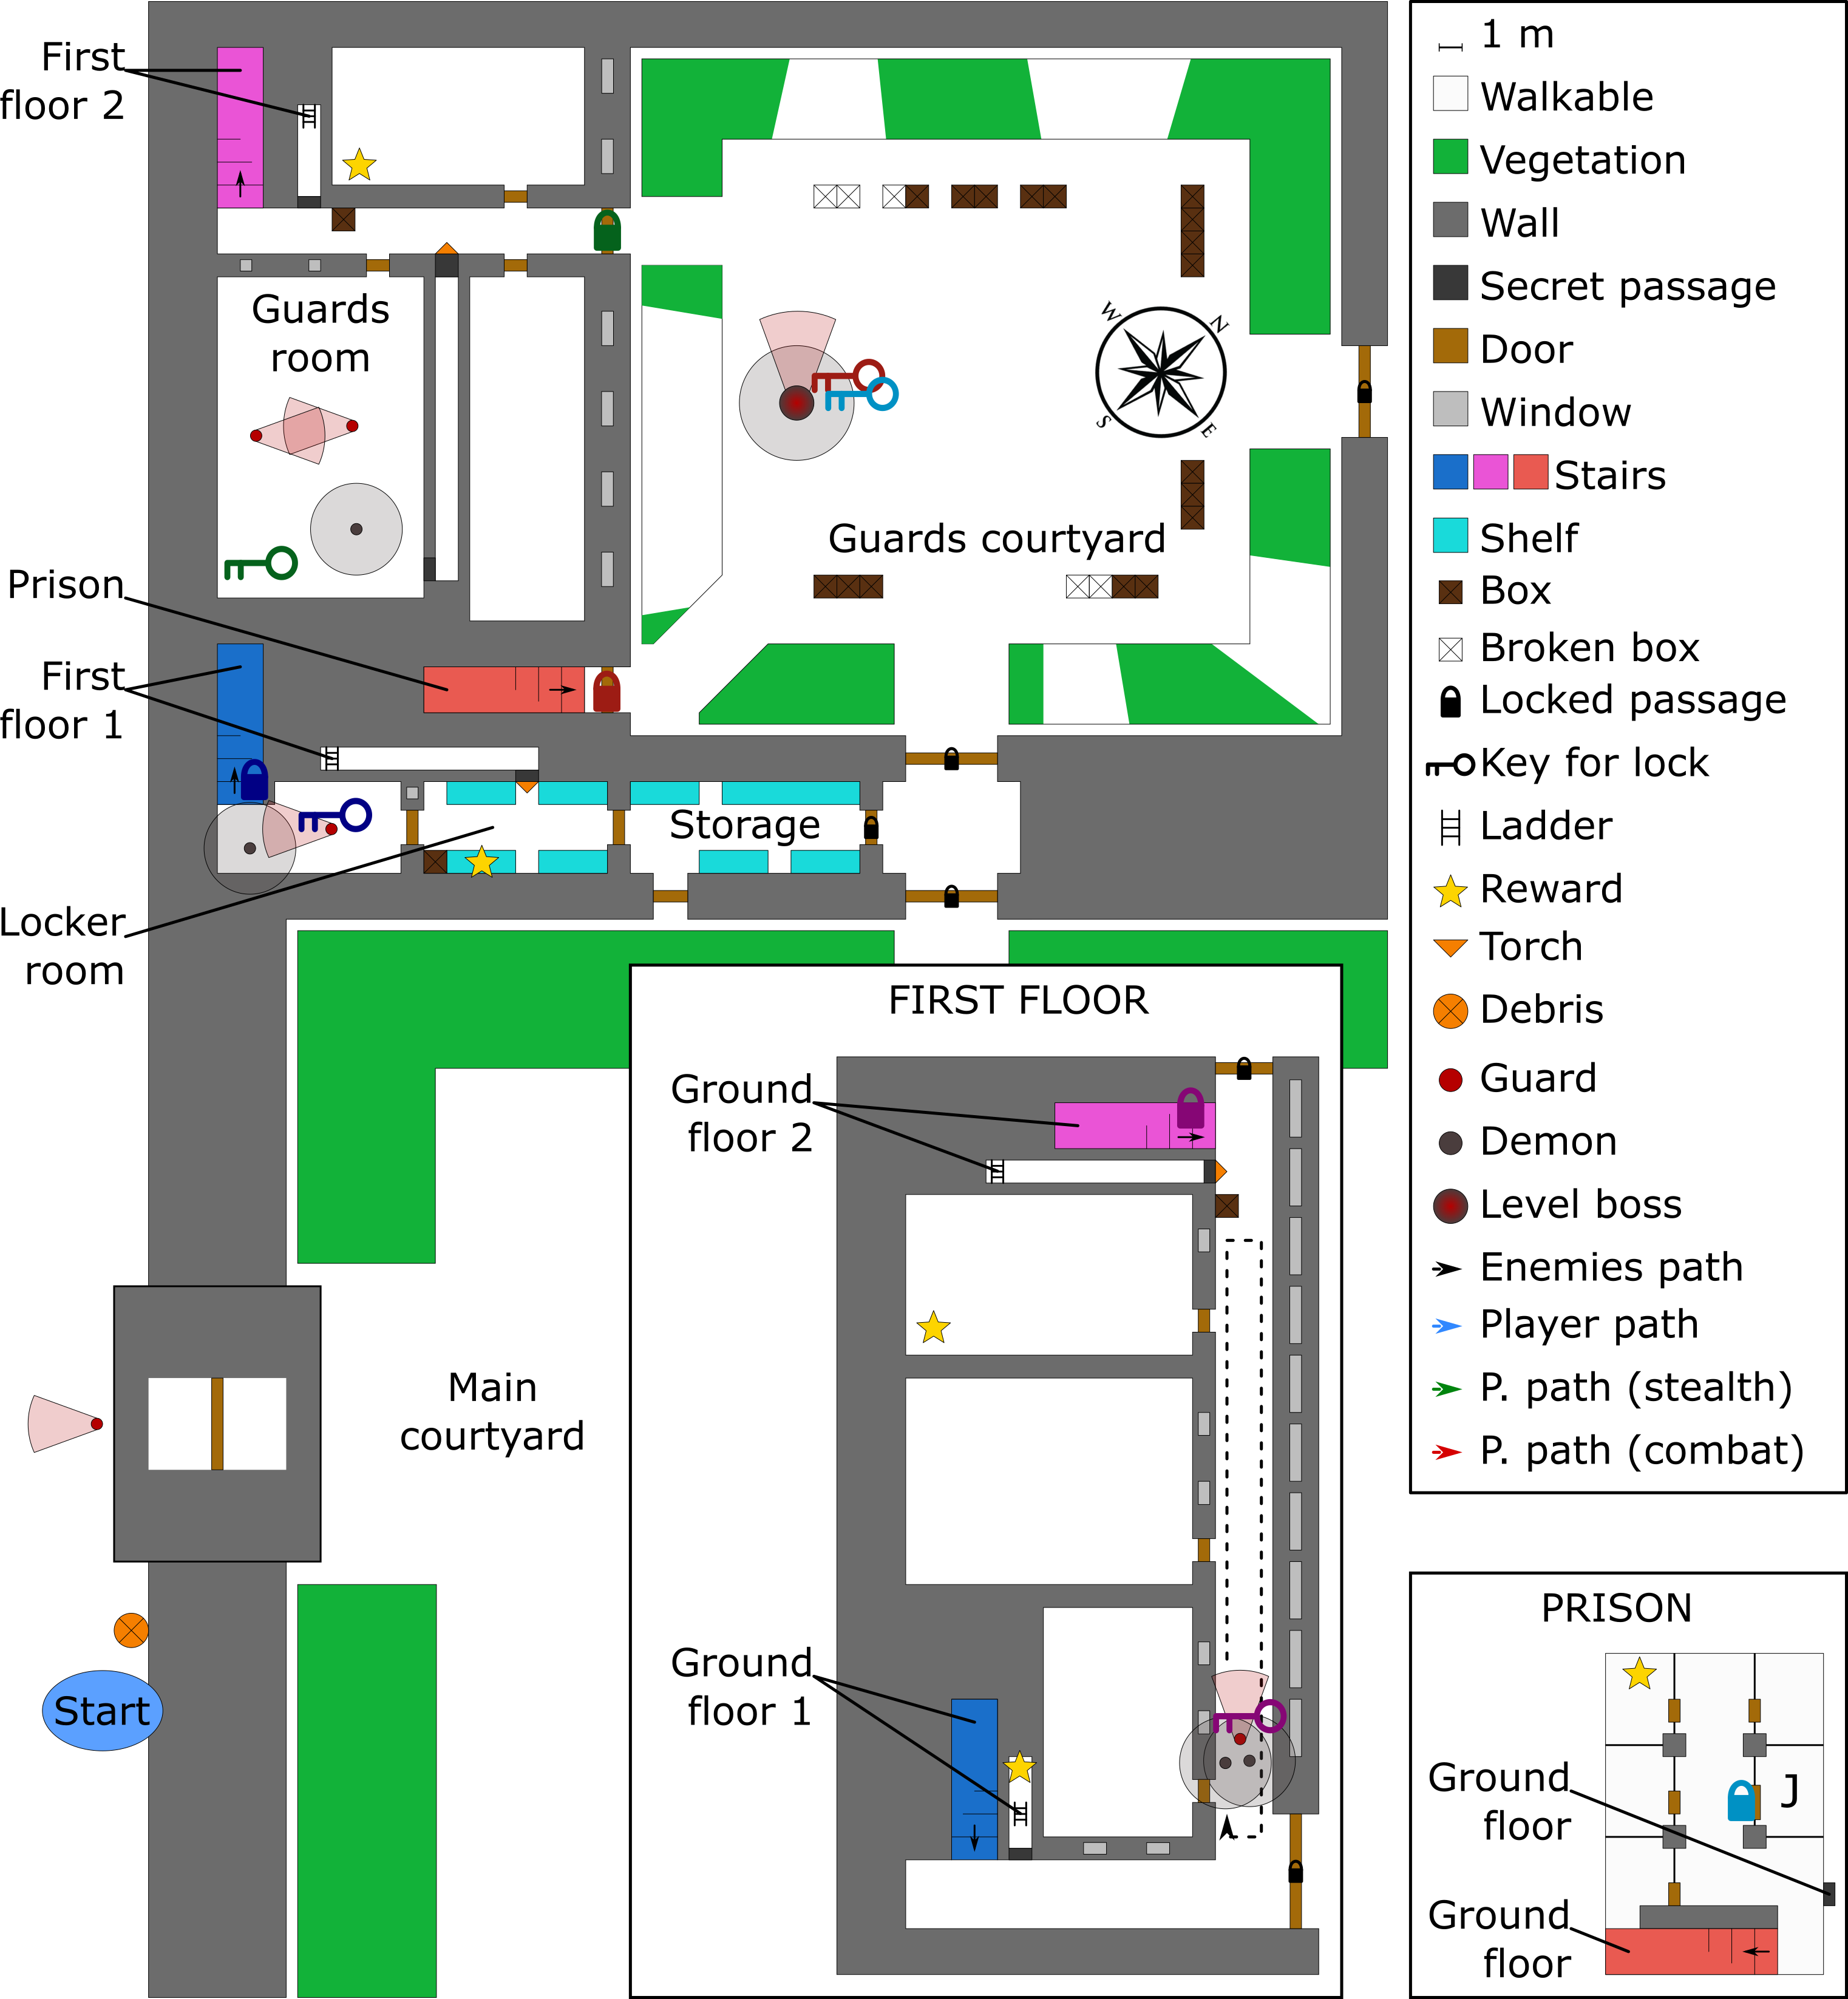 First
floor 2
Guards
room
W
N
S
E
Guards courtyard
Prison
First
floor 1
Storage
Locker
room
Main
courtyard
Start
FIRST FLOOR
Ground
floor 2
Ground
floor 1
1 m
Walkable
Vegetation
Wall
Secret passage
Door
Window
Stairs
Shelf
Box
Broken box
Locked passage
Key for lock
Ladder
Reward
Torch
Debris
Guard
Demon
Level boss
Enemies path
Player path
P. path (stealth)
P. path (combat)
PRISON
J
Ground
floor
Ground
floor